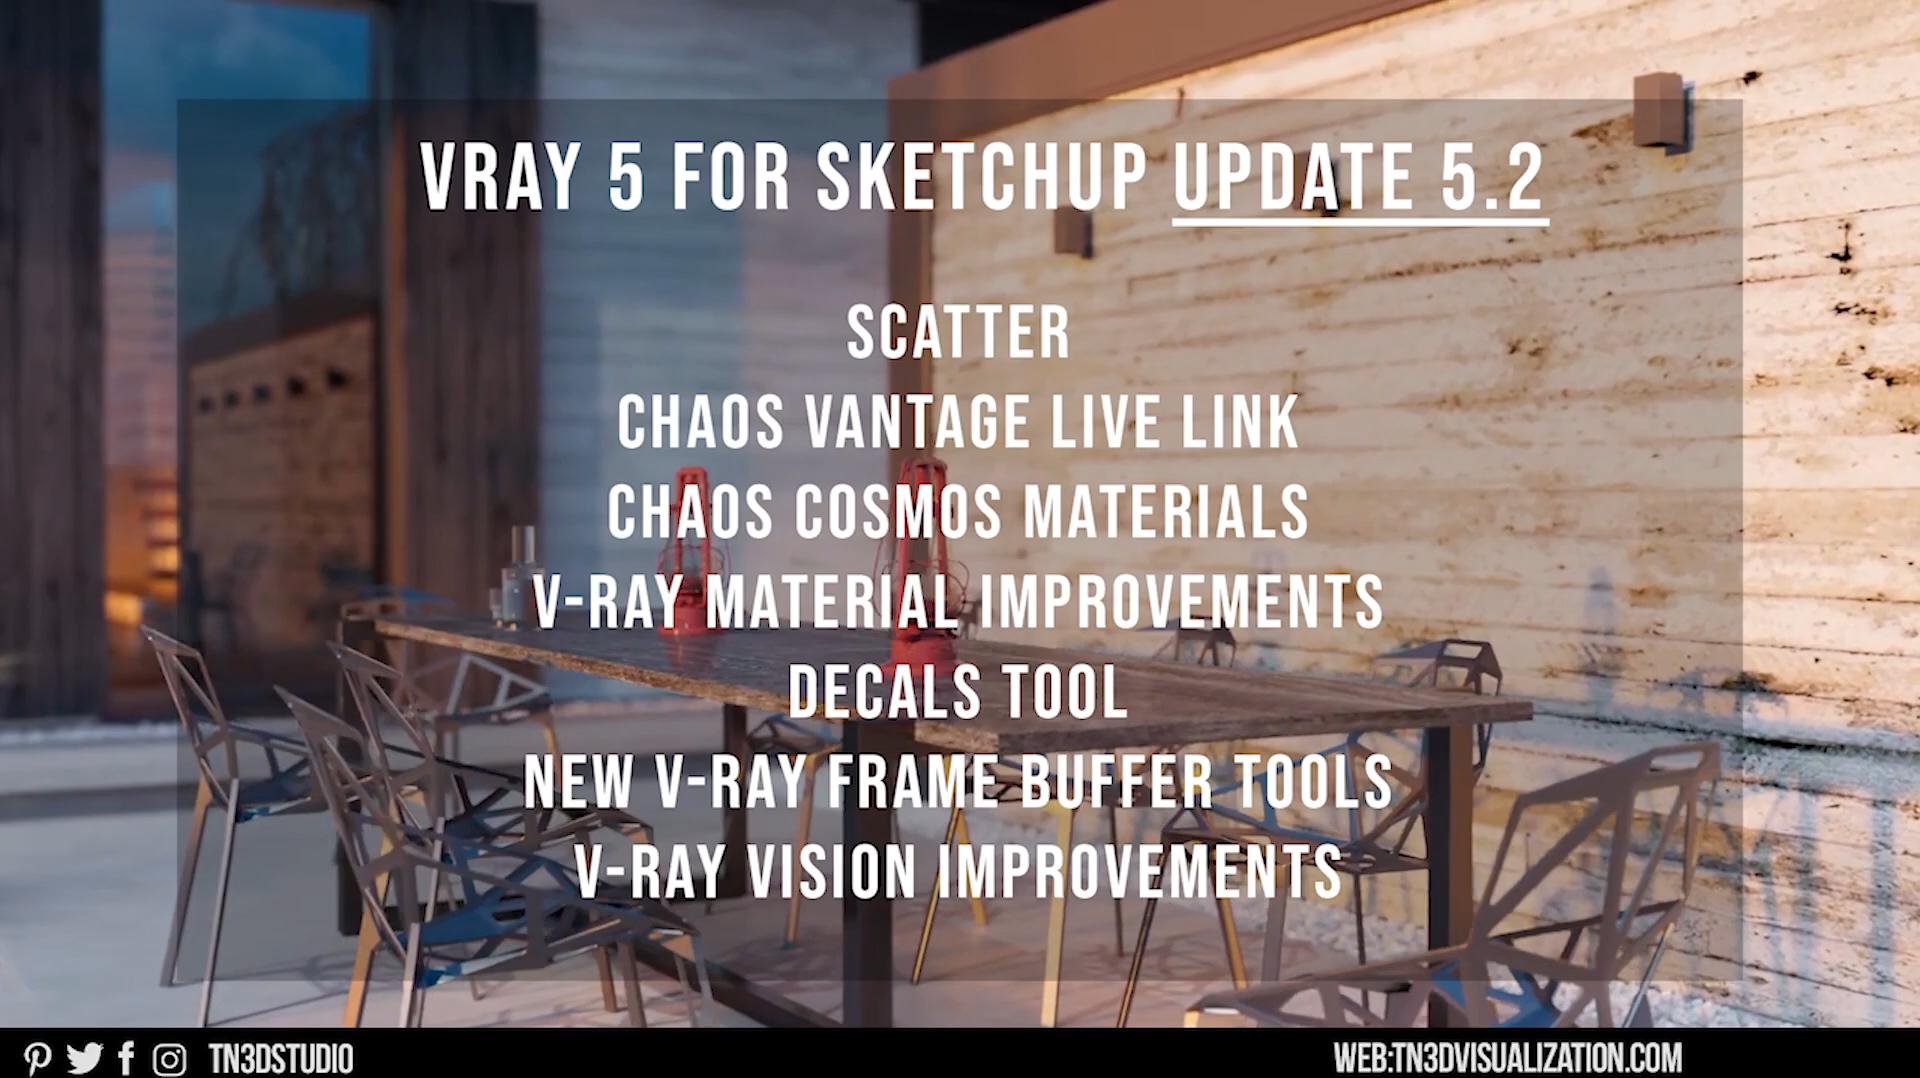 VRAY 5 FOR SKETCHUP UPDATE 5.2
SCATTER
CHAOS VANTAGE LIVE LINK
CHAOS COSMOS MATERIALS
V-RAY MATERIAL IMPROVEMENTS
DECALS TOOL
NEW V-RAY FRAME BUFFER TOOLS
V-RAY VISION IMPROVEMENTS
TN3DSTUDIO
WEB:TN3DVISUALIZATION.COM